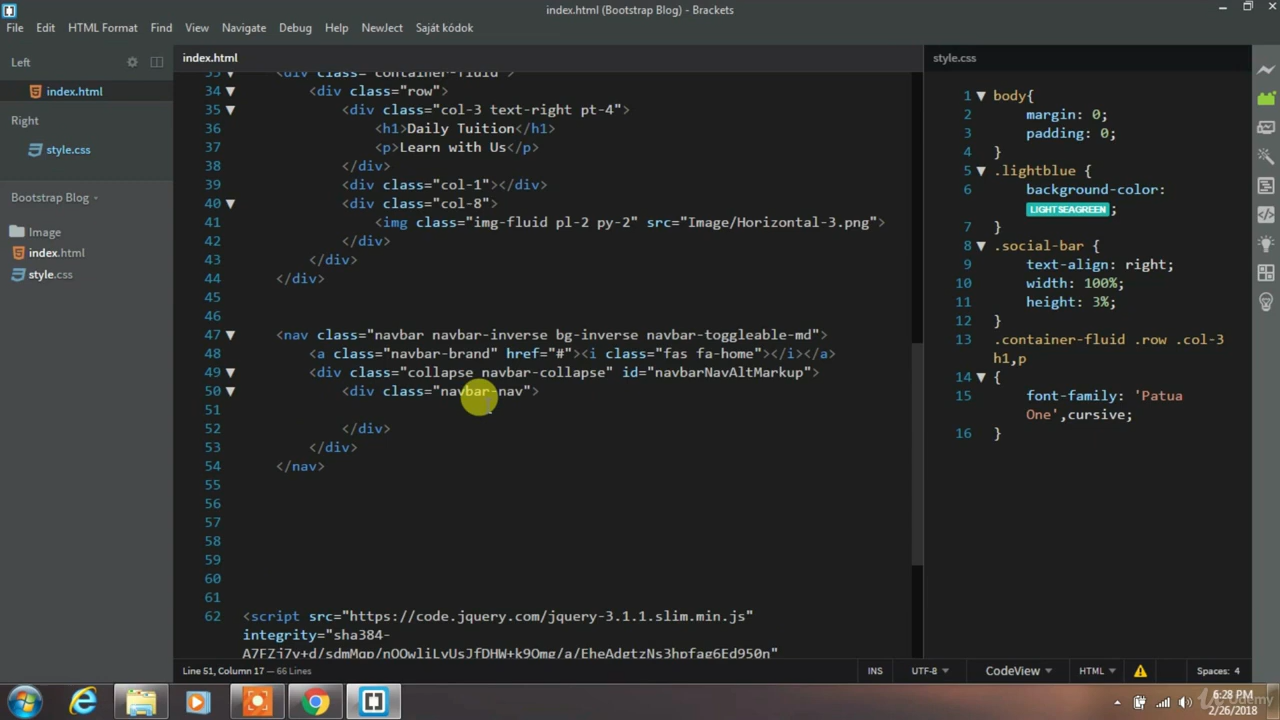 index.html (Bootstrap Blog) - Brackets
File Edit HTML Format Find View Navigate Debug Help NewJect Saját kódok
Left
index.html
Right
style.css
Bootstrap Blog
Image
index.html
style.css
index.html
33 <div class="container-fluid">
34 <div class="row">
35 <div class="col-3 text-right pt-4">
36 <h1>Daily Tuition</h1>
37 <p>Learn with Us</p>
38 </div>
39 <div class="col-1"></div>
40 <div class="col-8">
41 <img class="img-fluid pl-2 py-2" src="Image/Horizontal-3.png">
42 </div>
43 </div>
44 </div>
45
46
47 <nav class="navbar navbar-inverse bg-inverse navbar-toggleable-md">
48 <a class="navbar-brand" href="#"><i class="fas fa-home"></i></a>
49 <div class="collapse navbar-collapse" id="navbarNavAltMarkup">
50 <div class="navbar-nav">
51
52 </div>
53 </div>
54 </nav>
55
56
57
58
59
60
61
62 <script src="https://code.jquery.com/jquery-3.1.1.slim.min.js"
integrity="sha384-
style.css
1 body{
2 margin: 0;
3 padding: 0;
4 }
5 .lightblue {
6 background-color:
LIGHTSEAGREEN ;
7 }
8 .social-bar {
9 text-align: right;
10 width: 100%;
11 height: 3%;
12 }
13 .container-fluid .row .col-3
h1,p
14 {
15 font-family: 'Patua
One',cursive;
16 }
Line 51, Column 17 — 66 Lines
INS UTF-8 CodeView HTML Spaces: 4
6:28 PM
2/26/2018
Udemy